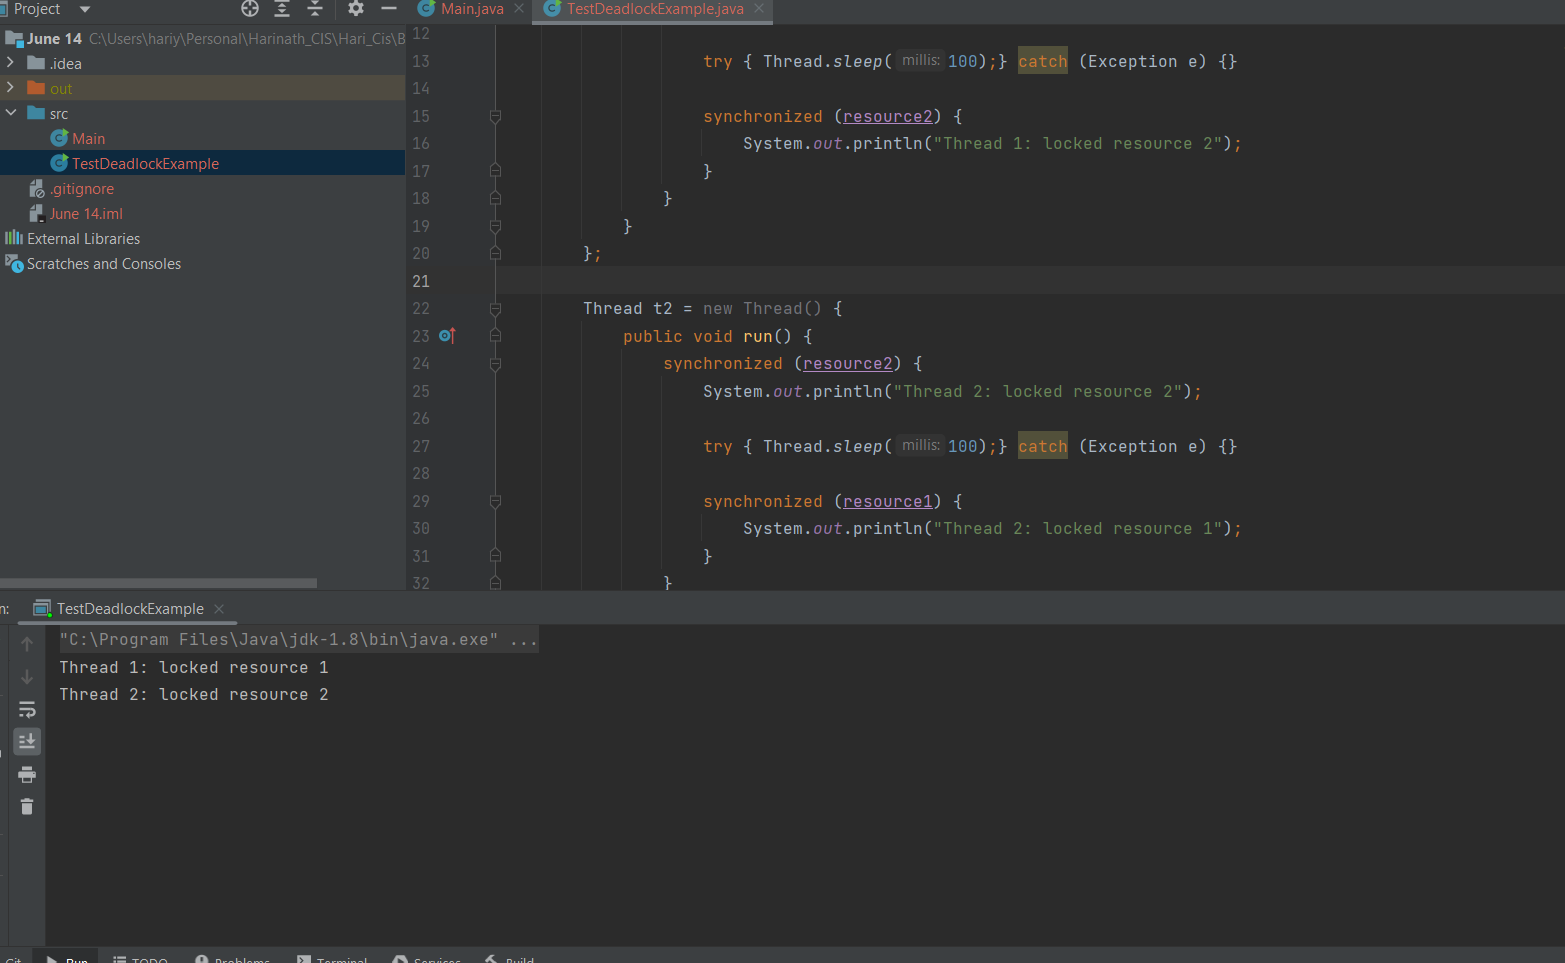 Project
Main.java
TestDeadlockExample.java
June 14 C:\Users\hariy\Personal\Harinath_CIS\Hari_Cis\B
.idea
out
src
Main
TestDeadlockExample
.gitignore
June 14.iml
External Libraries
Scratches and Consoles
12
13 try { Thread.sleep( millis: 100);} catch (Exception e) {}
14
15 synchronized (resource2) {
16 System.out.println("Thread 1: locked resource 2");
17 }
18 }
19 }
20 };
21
22 Thread t2 = new Thread() {
23 public void run() {
24 synchronized (resource2) {
25 System.out.println("Thread 2: locked resource 2");
26
27 try { Thread.sleep( millis: 100);} catch (Exception e) {}
28
29 synchronized (resource1) {
30 System.out.println("Thread 2: locked resource 1");
31 }
32 }
n: TestDeadlockExample
"C:\Program Files\Java\jdk-1.8\bin\java.exe" ...
Thread 1: locked resource 1
Thread 2: locked resource 2
Git Run TODO Problems Terminal Services Build